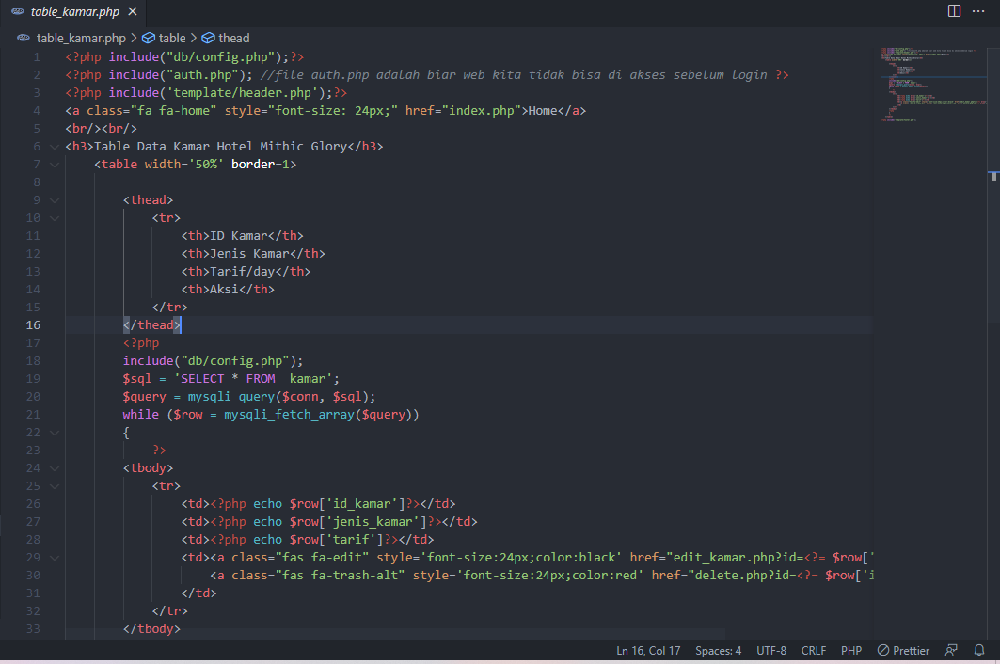 table_kamar.php
table_kamar.php > table > thead
1 <?php include("db/config.php");?>
2 <?php include("auth.php"); //file auth.php adalah biar web kita tidak bisa di akses sebelum login ?>
3 <?php include('template/header.php');?>
4 <a class="fa fa-home" style="font-size: 24px;" href="index.php">Home</a>
5 <br/><br/>
6 <h3>Table Data Kamar Hotel Mithic Glory</h3>
7 <table width='50%' border=1>
8
9 <thead>
10 <tr>
11 <th>ID Kamar</th>
12 <th>Jenis Kamar</th>
13 <th>Tarif/day</th>
14 <th>Aksi</th>
15 </tr>
16 </thead>
17 <?php
18 include("db/config.php");
19 $sql = 'SELECT * FROM  kamar';
20 $query = mysqli_query($conn, $sql);
21 while ($row = mysqli_fetch_array($query))
22 {
23 ?>
24 <tbody>
25 <tr>
26 <td><?php echo $row['id_kamar']?></td>
27 <td><?php echo $row['jenis_kamar']?></td>
28 <td><?php echo $row['tarif']?></td>
29 <td><a class="fas fa-edit" style='font-size:24px;color:black' href="edit_kamar.php?id=<?= $row['
30 <a class="fas fa-trash-alt" style='font-size:24px;color:red' href="delete.php?id=<?= $row['i
31 </td>
32 </tr>
33 </tbody>
Ln 16, Col 17 Spaces: 4 UTF-8 CRLF PHP Prettier